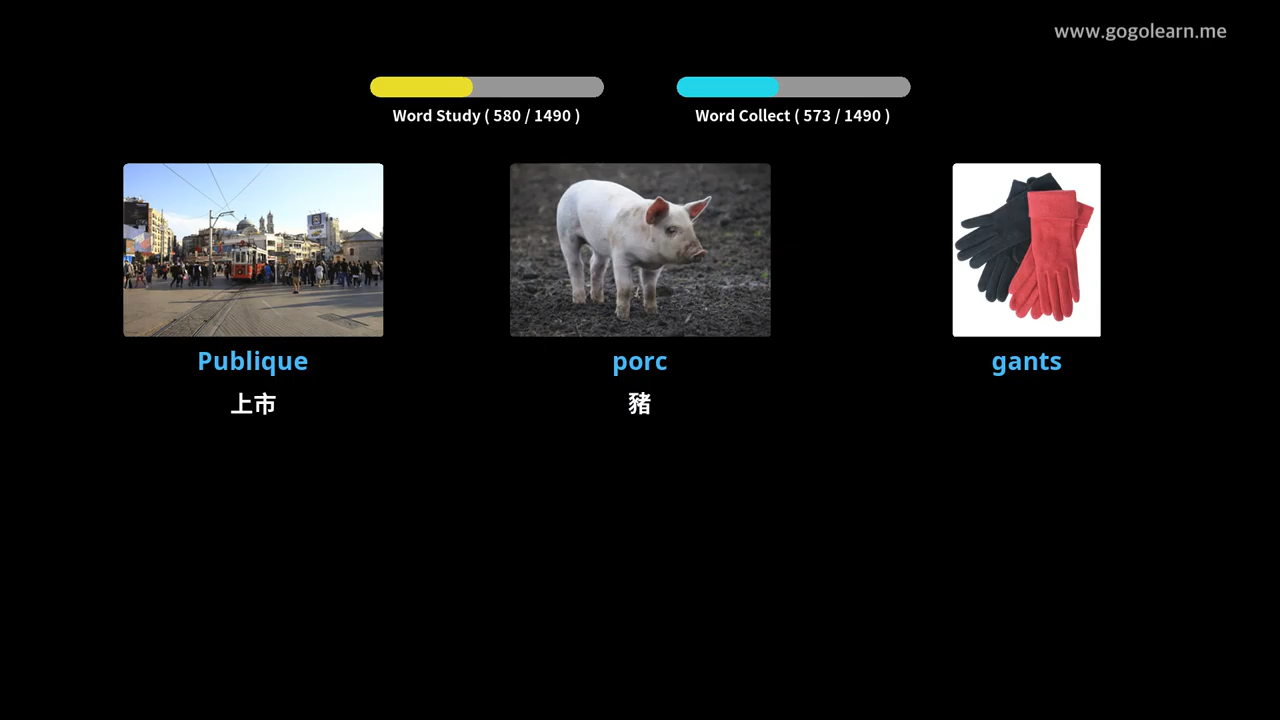 www.gogolearn.me
Word Study ( 580 / 1490 )
Word Collect ( 573 / 1490 )
Publique
porc
gants
上市
豬